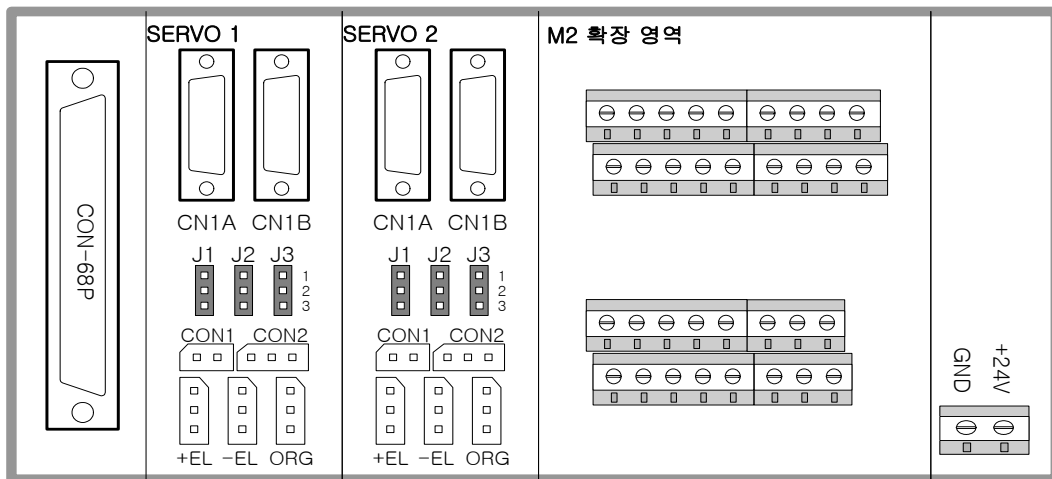 SERVO 1
SERVO 2
M2 확장 영역
CON-68P
CN1A CN1B
CN1A CN1B
J1 J2 J3
1
2
3
J1 J2 J3
1
2
3
CON1 CON2
CON1 CON2
+EL -EL ORG
+EL -EL ORG
GND
+24V